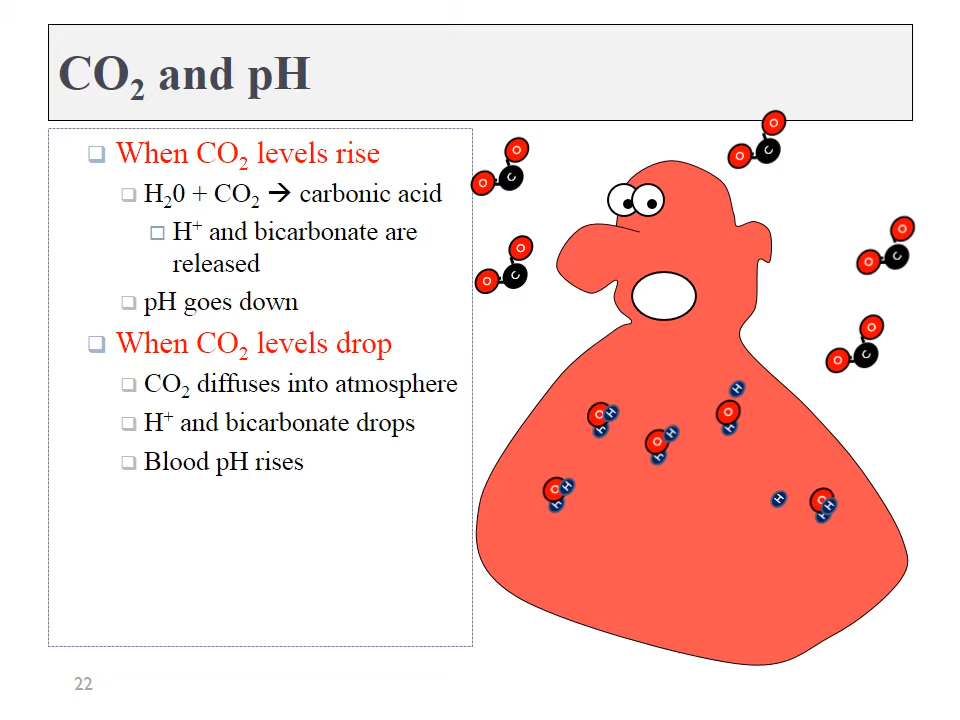 CO₂ and pH
When CO₂ levels rise
H₂0 + CO₂ → carbonic acid
H⁺ and bicarbonate are
released
pH goes down
When CO₂ levels drop
CO₂ diffuses into atmosphere
H⁺ and bicarbonate drops
Blood pH rises
O
O C
O
O C
O
O C
O
O C
O
O C
H
O
H
O H
H
O H
H
O H
H
H
O H
H
22